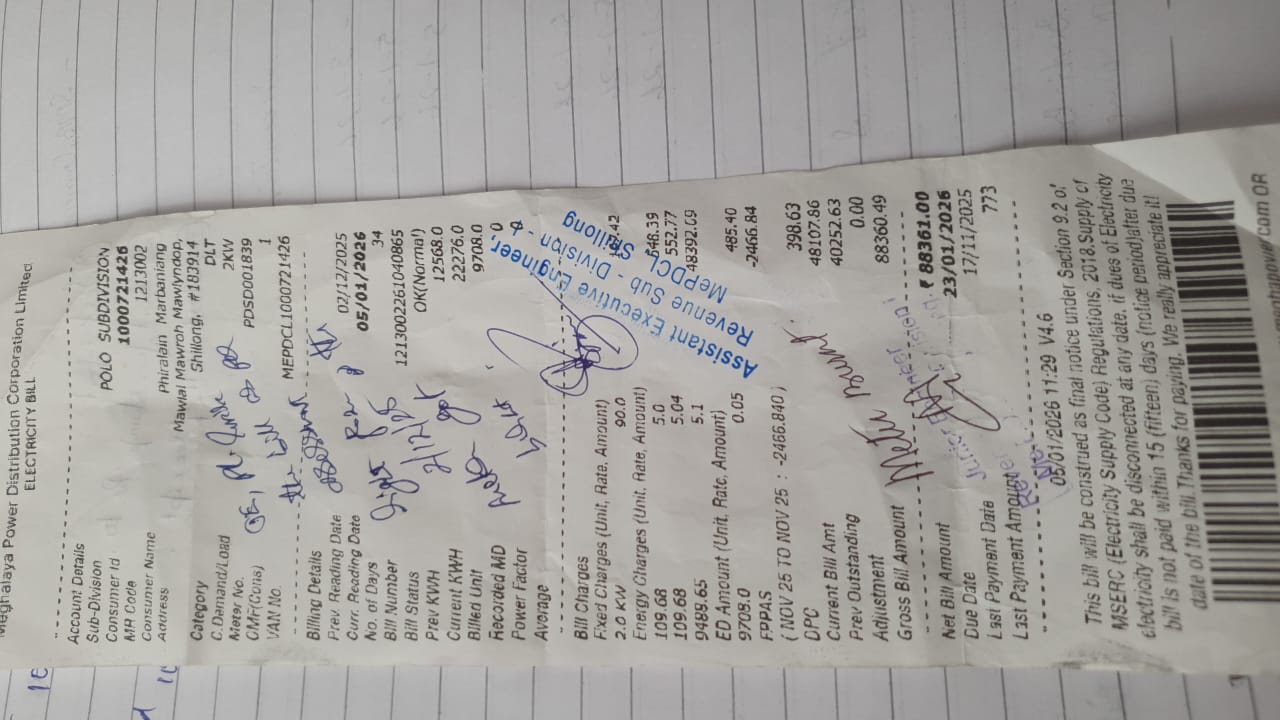 Meghalaya Power Distribution Corporation Limited
ELECTRICITY BILL
Account Details
Sub-Division POLO SUBDIVISION
Consumer Id 1000721426
MR Code 1213002
Consumer Name Phiralain Marbaniang
Address Mawlai Mawroh Mawlyndop,
Shillong, #183914
Category DLT
C.Demand/Load 2KW
Meter No. PDSD0018839
CMF(Cons) 1
VAN No. MEPDCL1000721426
Billing Details
Prev. Reading Date 02/12/2025
Curr. Reading Date 05/01/2026
No. of Days 34
Bill Number 1213002261040865
Bill Status OK(Normal)
Prev KWH 12568.0
Current KWH 22276.0
Billed Unit 9708.0
Recorded MD 0
Power Factor 0
Average
Bill Charges
Fixed Charges (Unit, Rate, Amount)
2.0 KW 90.0
Energy Charges (Unit, Rate, Amount)
109.68 5.0
109.68 5.04 552.77
9489.65 5.1 48392.09
ED Amount (Unit, Rate, Amount)
9708.0 0.05 485.40
FPPAS -2466.84
( NOV 25 TO NOV 25 : -2466.840 ;
DPC 398.63
Current Bill Amt 48107.86
Prev Outstanding 40252.63
Adjustment 0.00
Gross Bill Amount 88360.49
Net Bill Amount ₹ 88361.00
Due Date 23/01/2026
Last Payment Date 17/11/2025
Last Payment Amount 773
05/01/2026 11:29 V4.6
This bill will be construed as final notice under Section 9.2 of
MSERC (Electricity Supply Code) Regulations, 2018. Supply of
electricity shall be disconnected at any date, if dues of Electricity
bill is not paid within 15 (fifteen) days (notice period) after due
date of the bill. Thanks for paying. We really appreciate it!
OR
Assistant Executive Engineer,
Revenue Sub - Division -
MePDCL
Shillong
2/12/25
Meter Burnt